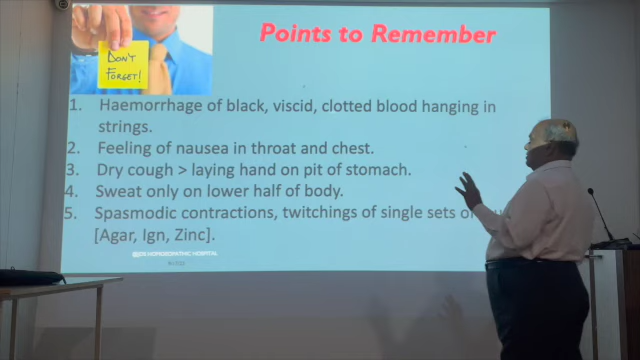 DON'T
FORGET!
Points to Remember
1. Haemorrhage of black, viscid, clotted blood hanging in
strings.
2. Feeling of nausea in throat and chest.
3. Dry cough > laying hand on pit of stomach.
4. Sweat only on lower half of body.
5. Spasmodic contractions, twitchings of single sets of
[Agar, Ign, Zinc].
HOMOEOPATHIC HOSPITAL